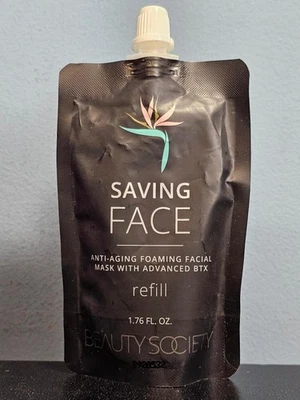 SAVING
FACE
ANTI-AGING FOAMING FACIAL
MASK WITH ADVANCED BTX
refill
1.76 FL. OZ.
BEAUTY SOCIETY